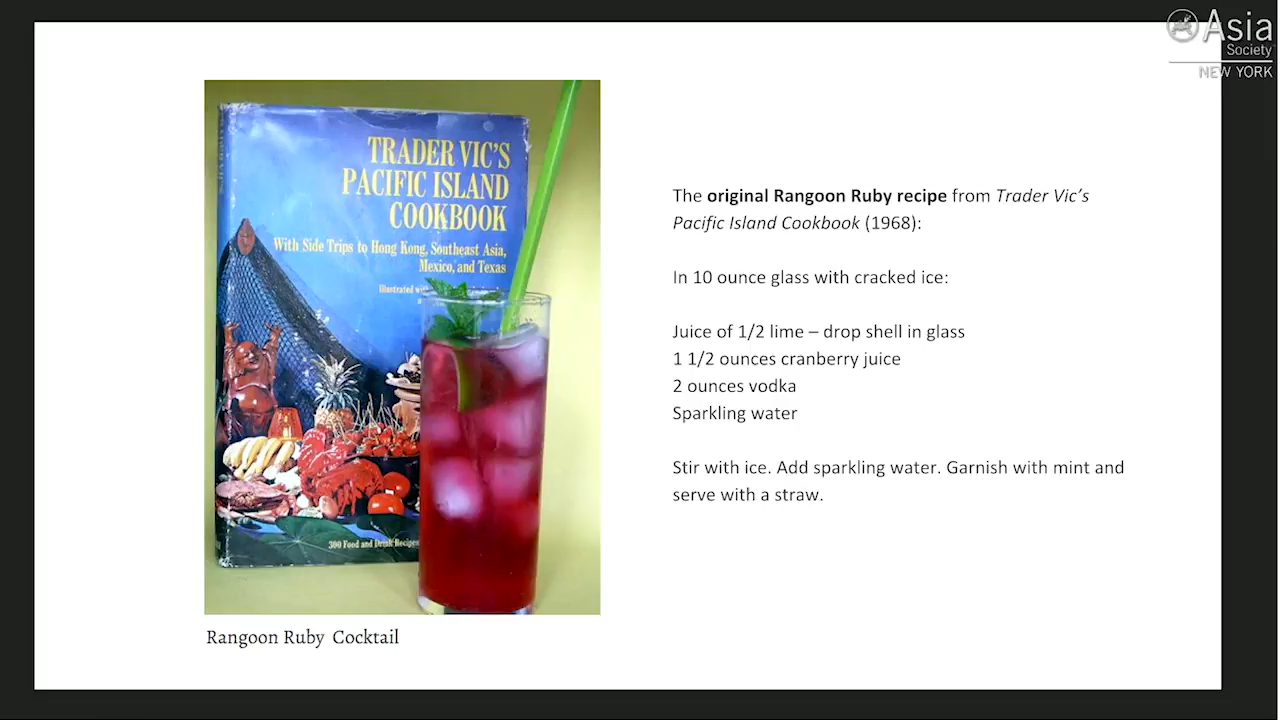 Asia
Society
NEW YORK
TRADER VIC'S
PACIFIC ISLAND
COOKBOOK
With Side Trips to Hong Kong, Southeast Asia,
Mexico, and Texas
Illustrated
300 Food and Drink Recipes
Rangoon Ruby Cocktail
The original Rangoon Ruby recipe from Trader Vic's
Pacific Island Cookbook (1968):
In 10 ounce glass with cracked ice:
Juice of 1/2 lime – drop shell in glass
1 1/2 ounces cranberry juice
2 ounces vodka
Sparkling water
Stir with ice. Add sparkling water. Garnish with mint and
serve with a straw.